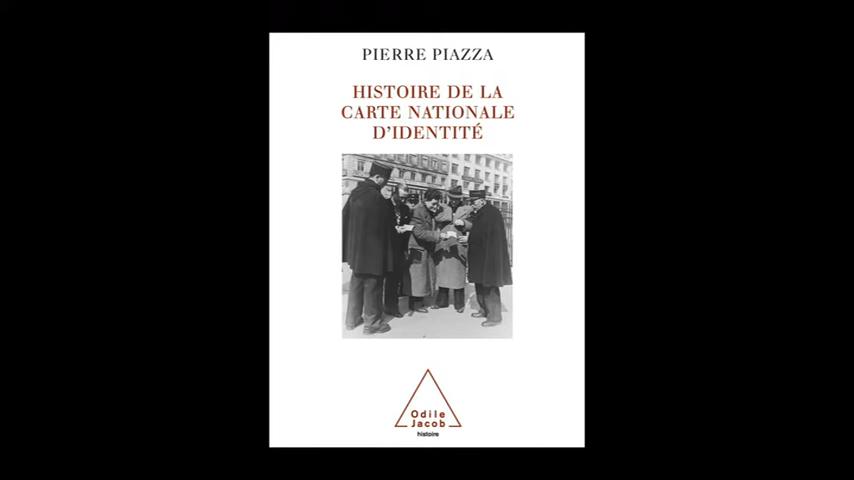 PIERRE PIAZZA
HISTOIRE DE LA
CARTE NATIONALE
D'IDENTITÉ
Odile
Jacob
histoire